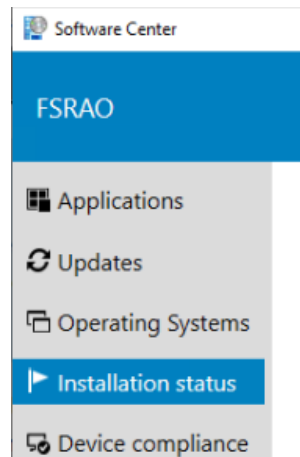 Software Center
FSRAO
Applications
Updates
Operating Systems
Installation status
Device compliance